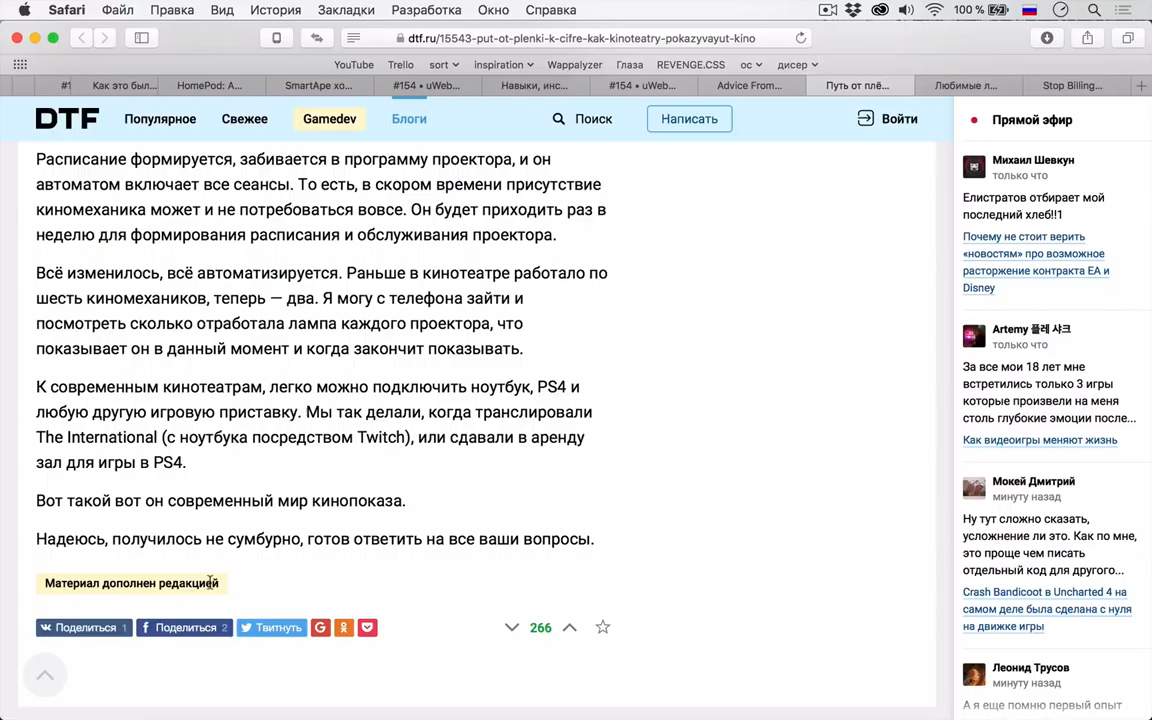 Safari Файл Правка Вид История Закладки Разработка Окно Справка 100 %
dtf.ru/15543-put-ot-plenki-k-cifre-kak-kinoteatry-pokazyvayut-kino
YouTube Trello sort inspiration Wappalyzer Глаза REVENGE.CSS ос дисер
#1 Как это был... HomePod: A... SmartApe хо... #154 • uWeb... Навыки, инс... #154 • uWeb... Advice From... Путь от плё... Любимые л... Stop Billing...
DTF Популярное Свежее Gamedev Блоги Поиск Написать Войти
Расписание формируется, забивается в программу проектора, и он
автоматом включает все сеансы. То есть, в скором времени присутствие
киномеханика может и не потребоваться вовсе. Он будет приходить раз в
неделю для формирования расписания и обслуживания проектора.
Всё изменилось, всё автоматизируется. Раньше в кинотеатре работало по
шесть киномехаников, теперь — два. Я могу с телефона зайти и
посмотреть сколько отработала лампа каждого проектора, что
показывает он в данный момент и когда закончит показывать.
К современным кинотеатрам, легко можно подключить ноутбук, PS4 и
любую другую игровую приставку. Мы так делали, когда транслировали
The International (с ноутбука посредством Twitch), или сдавали в аренду
зал для игры в PS4.
Вот такой вот он современный мир кинопоказа.
Надеюсь, получилось не сумбурно, готов ответить на все ваши вопросы.
Материал дополнен редакцией
Поделиться 1 Поделиться 2 Твитнуть 266
Прямой эфир
Михаил Шевкун
только что
Елистратов отбирает мой
последний хлеб!!1
Почему не стоит верить
«новостям» про возможное
расторжение контракта EA и
Disney
Artemy 플레 샤크
только что
За все мои 18 лет мне
встретились только 3 игры
которые произвели на меня
столь глубокие эмоции после...
Как видеоигры меняют жизнь
Мокей Дмитрий
минуту назад
Ну тут сложно сказать,
усложнение ли это. Как по мне,
это проще чем писать
отдельный код для другого...
Crash Bandicoot в Uncharted 4 на
самом деле была сделана с нуля
на движке игры
Леонид Трусов
минуту назад
А я еще помню первый опыт